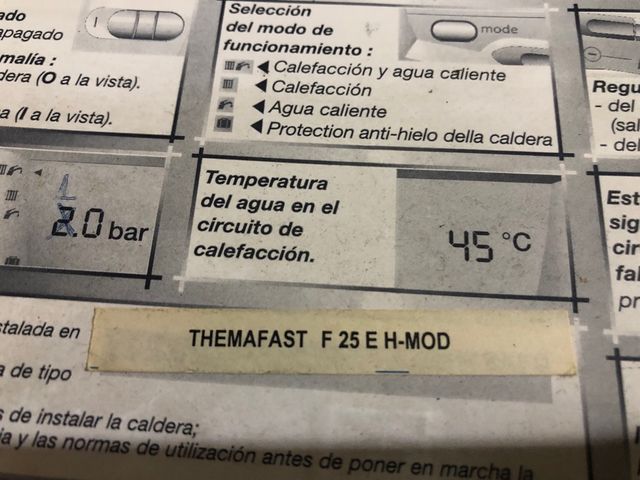 ado
apagado
malía :
dera (O a la vista).
a (I a la vista).
Selección
del modo de
funcionamiento :
mode
Calefacción y agua caliente
Calefacción
Agua caliente
Protection anti-hielo della caldera
Regu
- del
(sal
- del
1
2.0 bar
Temperatura
del agua en el
circuito de
calefacción.
45 °C
Est
sig
cir
fal
pr
stalada en
THEMAFAST F 25 E H-MOD
a de tipo
s de instalar la caldera;
ia y las normas de utilización antes de poner en marcha la